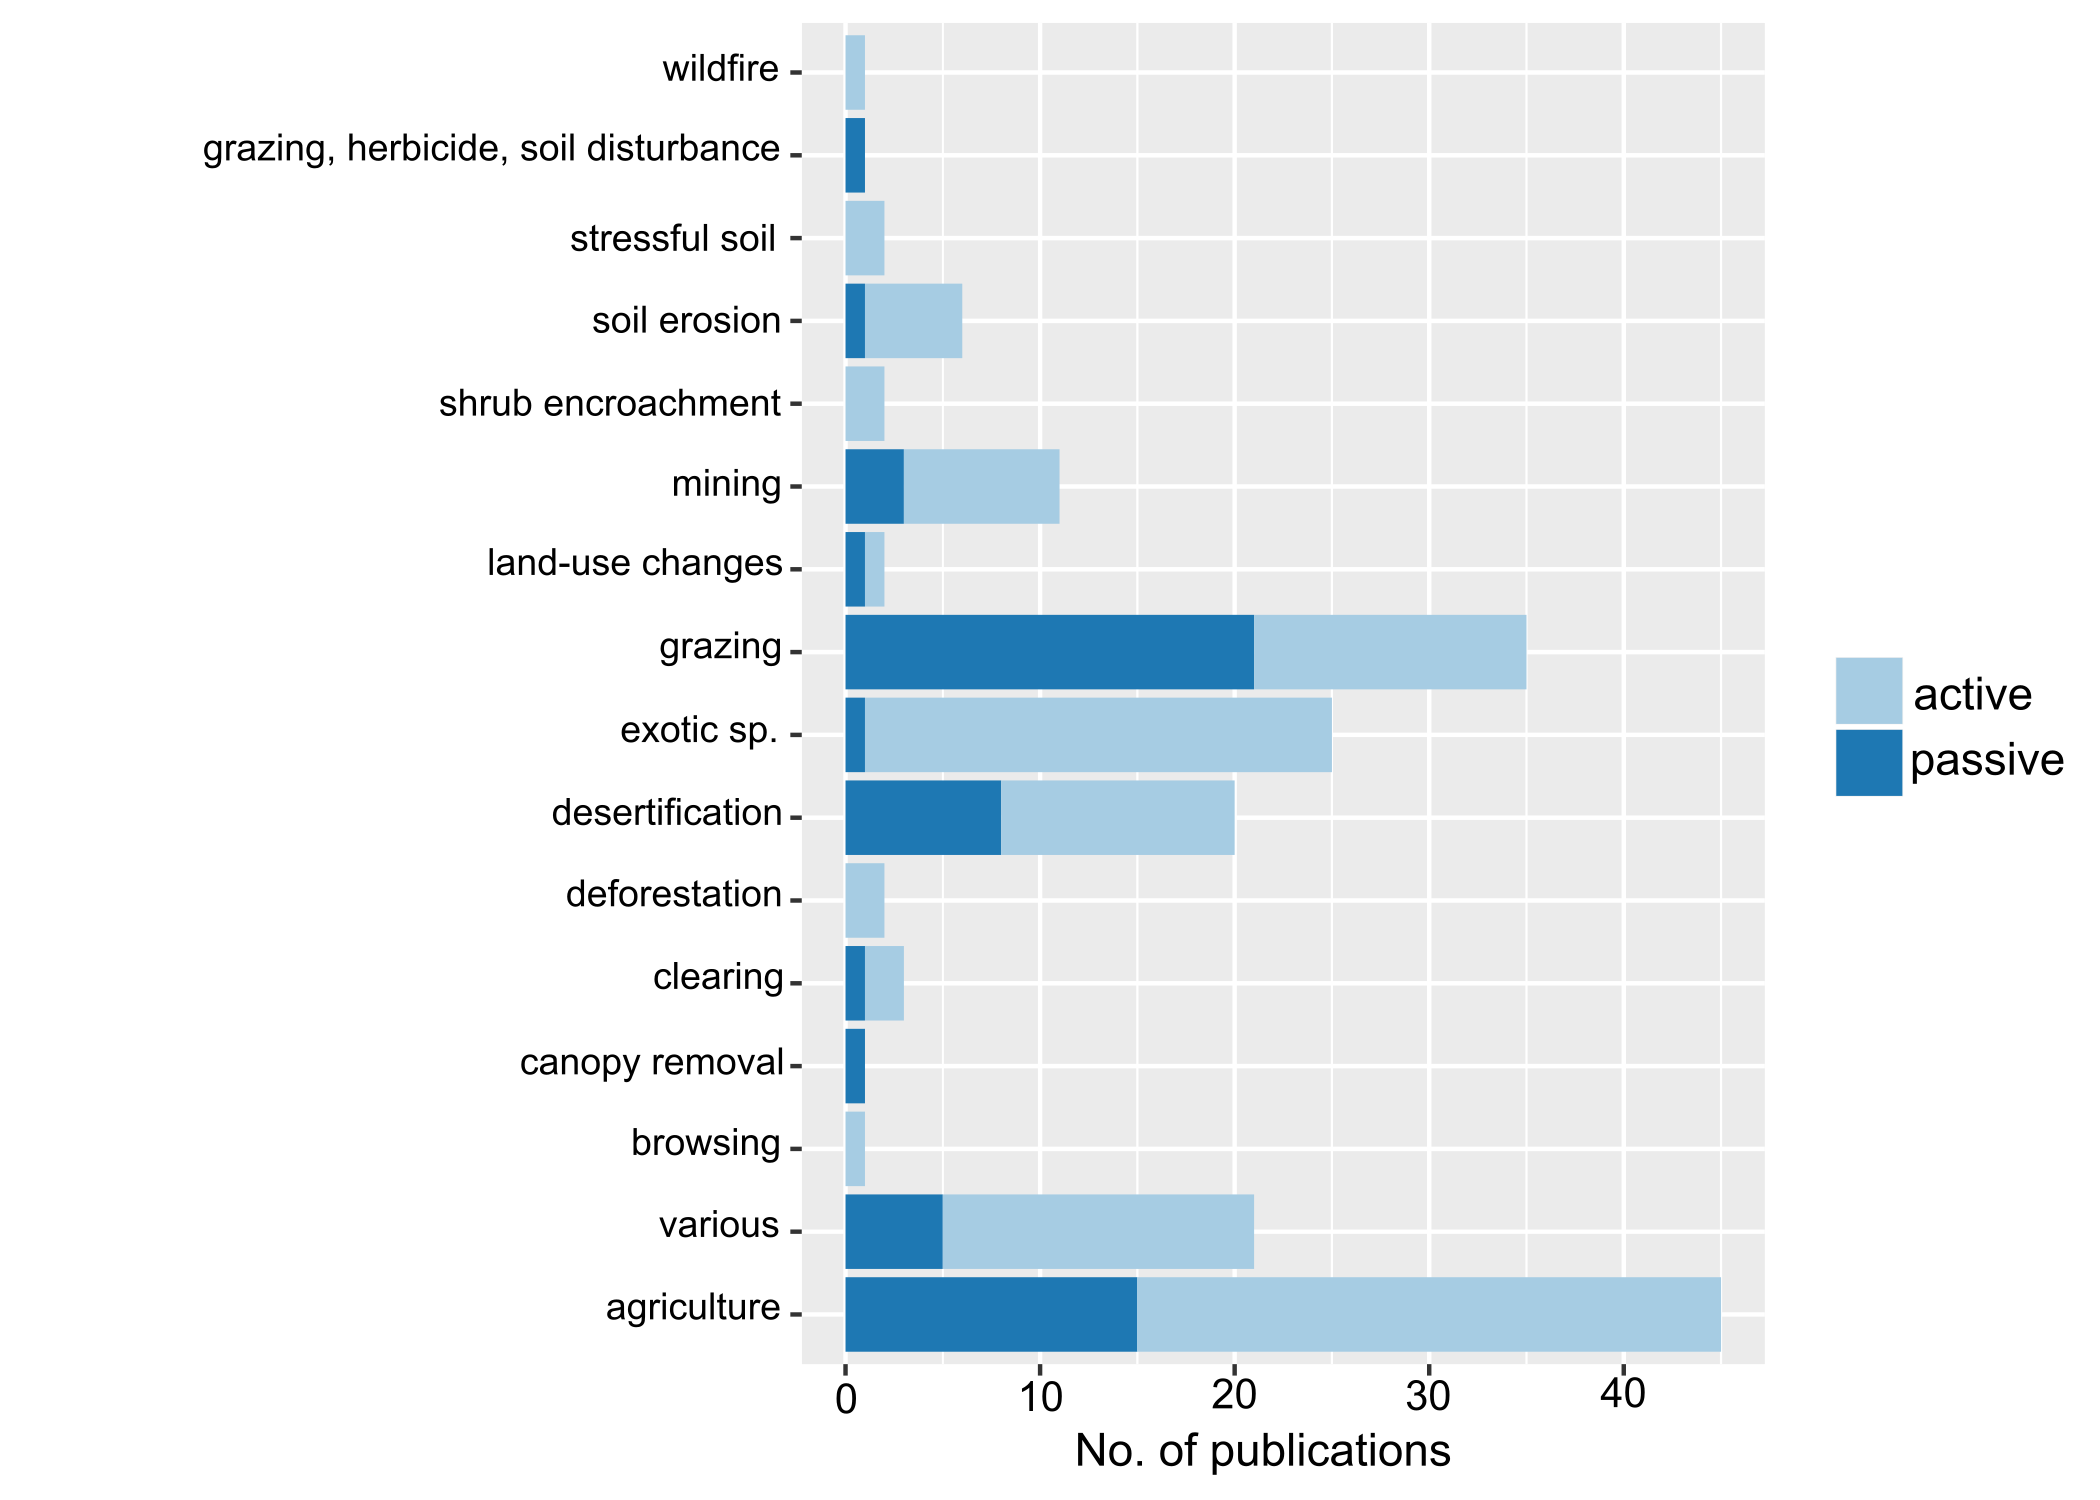 wildfire
grazing, herbicide, soil disturbance
stressful soil
soil erosion
shrub encroachment
mining
land-use changes
grazing
exotic sp.
desertification
deforestation
clearing
canopy removal
browsing
various
agriculture
0 10 20 30 40
No. of publications
active
passive